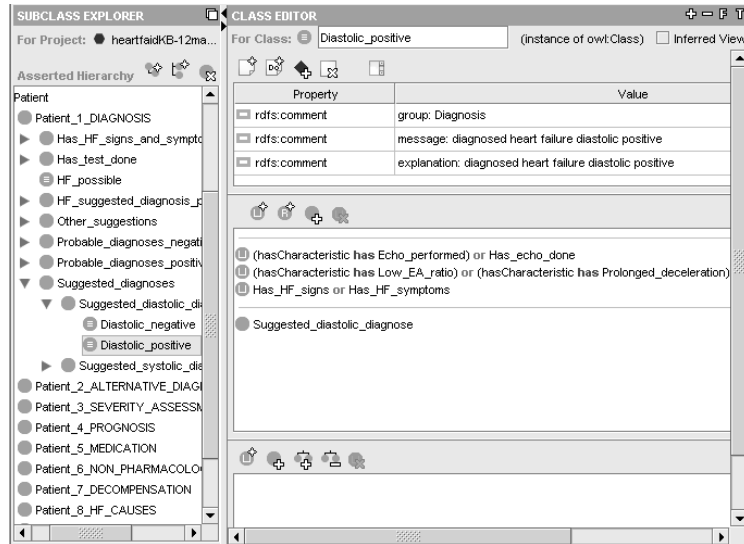 SUBCLASS EXPLORER
For Project: heartfaidKB-12ma...
Asserted Hierarchy
Patient
Patient_1_DIAGNOSIS
Has_HF_signs_and_sympto
Has_test_done
HF_possible
HF_suggested_diagnosis_p
Other_suggestions
Probable_diagnoses_negati
Probable_diagnoses_positiv
Suggested_diagnoses
Suggested_diastolic_di
Diastolic_negative
Diastolic_positive
Suggested_systolic_die
Patient_2_ALTERNATIVE_DIAG
Patient_3_SEVERITY_ASSESSM
Patient_4_PROGNOSIS
Patient_5_MEDICATION
Patient_6_NON_PHARMACOLO
Patient_7_DECOMPENSATION
Patient_8_HF_CAUSES
CLASS EDITOR
F T
For Class: Diastolic_positive (instance of owl:Class) Inferred View
Property Value
rdfs:comment group: Diagnosis
rdfs:comment message: diagnosed heart failure diastolic positive
rdfs:comment explanation: diagnosed heart failure diastolic positive
(hasCharacteristic has Echo_performed) or Has_echo_done
(hasCharacteristic has Low_EA_ratio) or (hasCharacteristic has Prolonged_deceleration)
Has_HF_signs or Has_HF_symptoms
Suggested_diastolic_diagnose